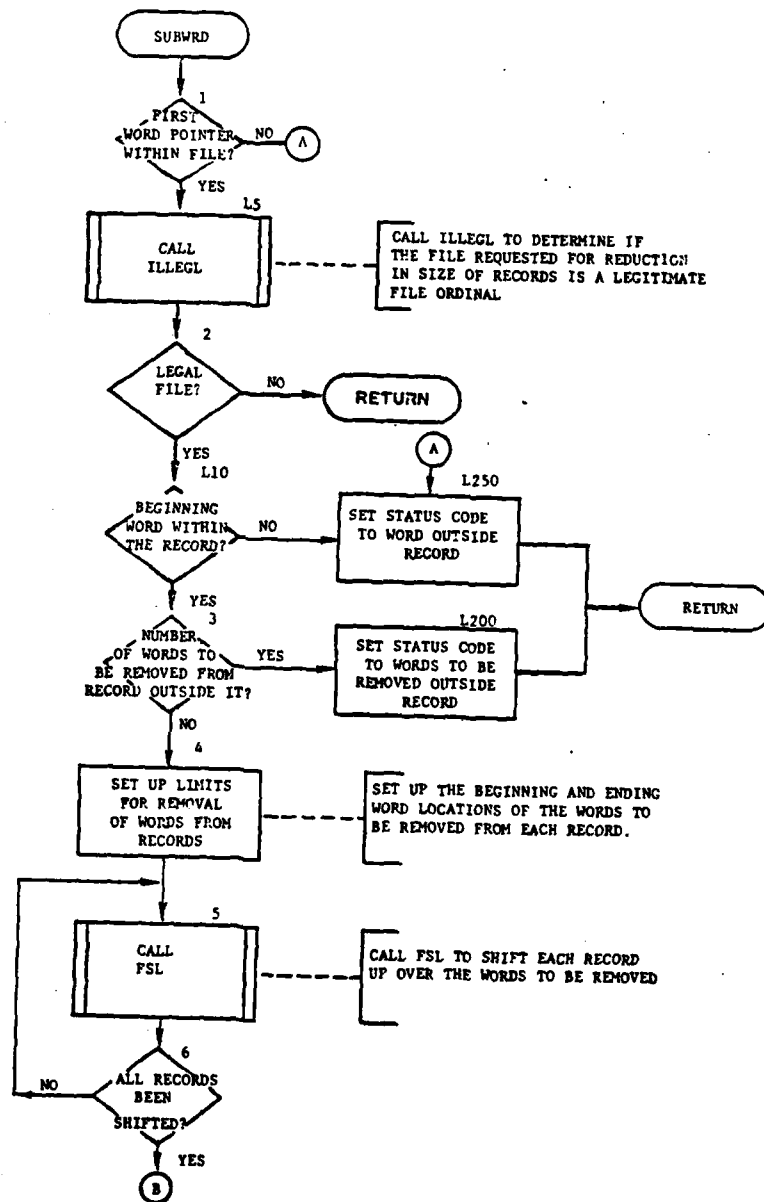 SUBWRD
1
FIRST
WORD POINTER
WITHIN FILE?
NO
A
YES
L5
CALL
ILLEGL
CALL ILLEGL TO DETERMINE IF
THE FILE REQUESTED FOR REDUCTION
IN SIZE OF RECORDS IS A LEGITIMATE
FILE ORDINAL
2
LEGAL
FILE?
NO
RETURN
YES
L10
A
L250
BEGINNING
WORD WITHIN
THE RECORD?
NO
SET STATUS CODE
TO WORD OUTSIDE
RECORD
RETURN
YES
3
NUMBER
OF WORDS TO
BE REMOVED FROM
RECORD OUTSIDE IT?
YES
L200
SET STATUS CODE
TO WORDS TO BE
REMOVED OUTSIDE
RECORD
NO
4
SET UP LIMITS
FOR REMOVAL
OF WORDS FROM
RECORDS
SET UP THE BEGINNING AND ENDING
WORD LOCATIONS OF THE WORDS TO
BE REMOVED FROM EACH RECORD.
5
CALL
FSL
CALL FSL TO SHIFT EACH RECORD
UP OVER THE WORDS TO BE REMOVED
6
ALL RECORDS
BEEN
SHIFTED?
NO
YES
B